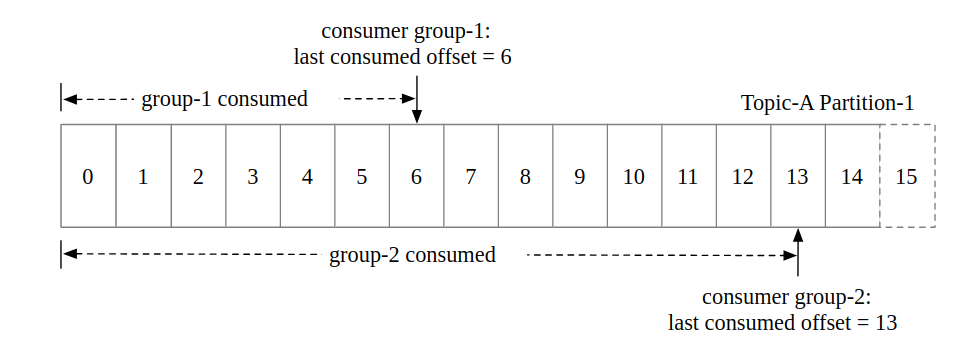 consumer group-1:
last consumed offset = 6
group-1 consumed
Topic-A Partition-1
0 1 2 3 4 5 6 7 8 9 10 11 12 13 14 15
group-2 consumed
consumer group-2:
last consumed offset = 13